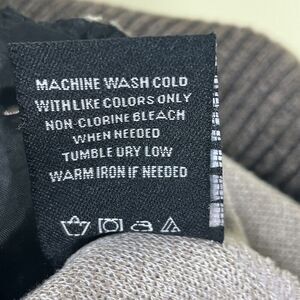 MACHINE WASH COLD
WITH LIKE COLORS ONLY
NON-CLORINE BLEACH
WHEN NEEDED
TUMBLE DRY LOW
WARM IRON IF NEEDED